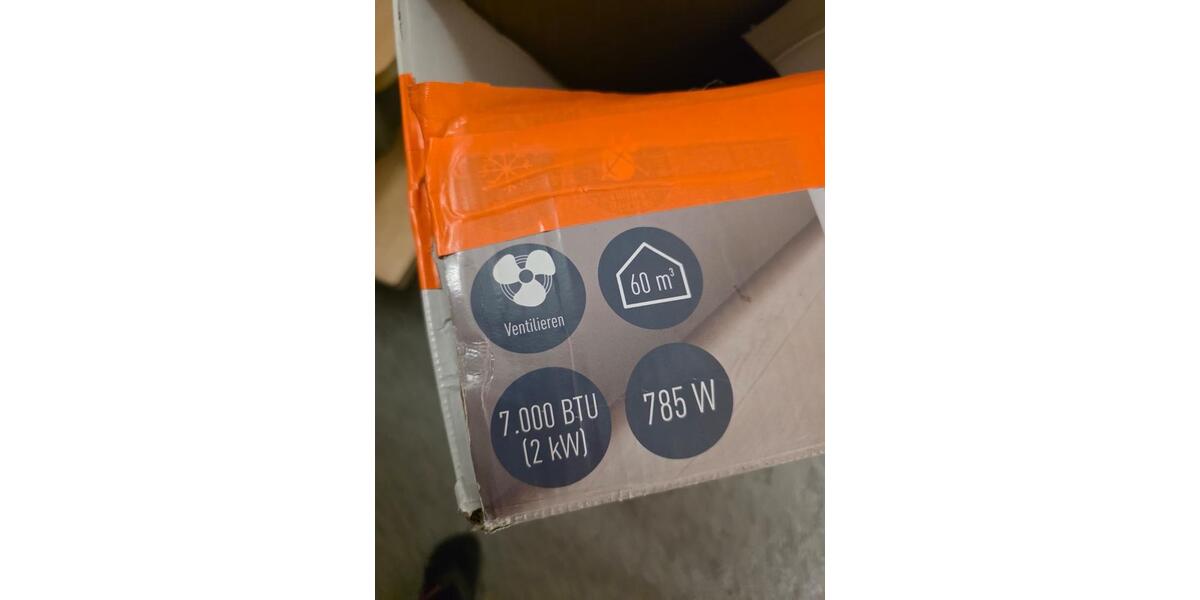 Ventilieren
60 m³
7.000 BTU
(2 kW)
785 W